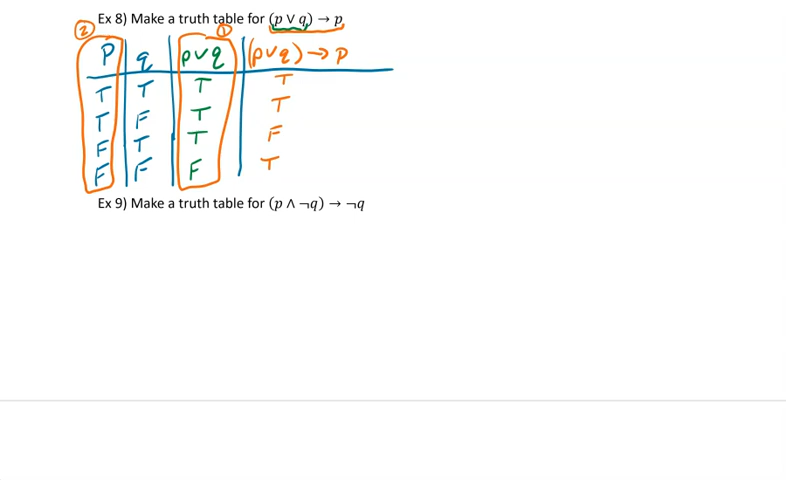 Ex 8) Make a truth table for (p ∨ q) → p
② ①
P q p∨q (p∨q) → p
T T T T
T F T T
F T T F
F F F T
Ex 9) Make a truth table for (p ∧ ¬q) → ¬q